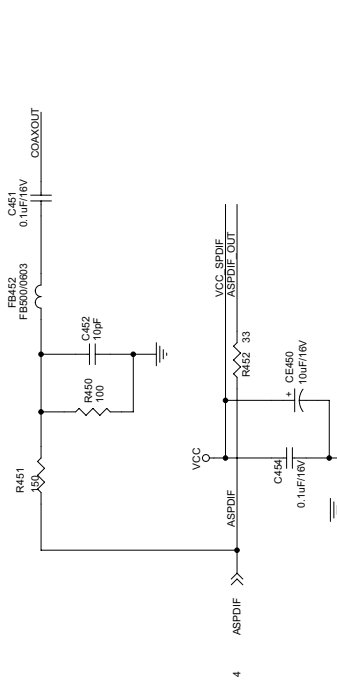 COAXOUT
C451
0.1uF/16V
FB452
FB500/0603
C452
10pF
R450
100
R451
150
VCC_SPDIF
ASPDIF_OUT
R452
33
CE450
10uF/16V
+
VCC
C454
0.1uF/16V
ASPDIF
ASPDIF
4